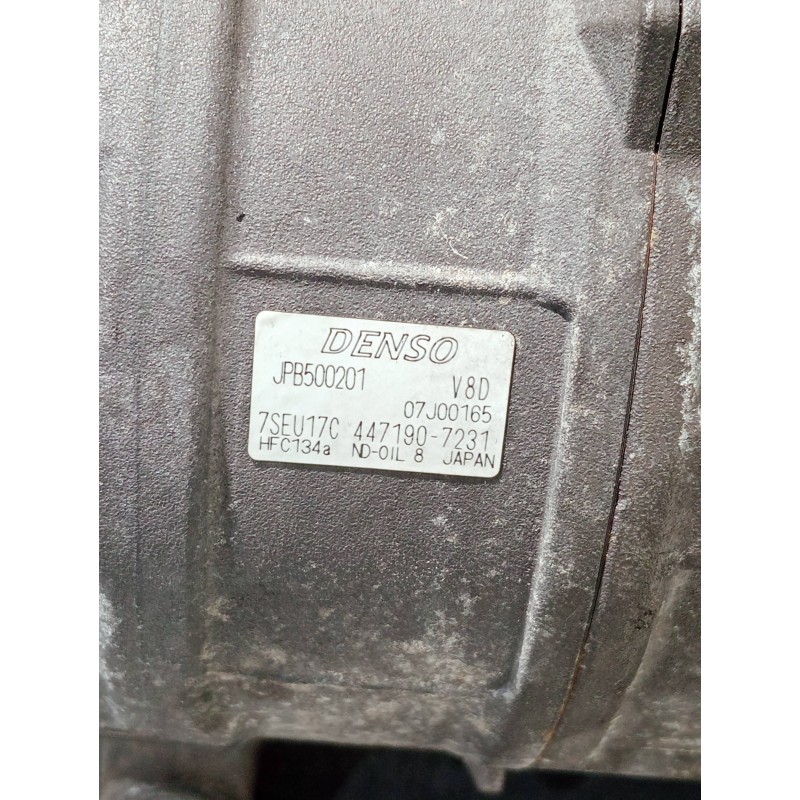 DENSO
JPB500201 V8D
07J00165
7SEU17C 447190-7231
HFC134a ND-OIL 8 JAPAN